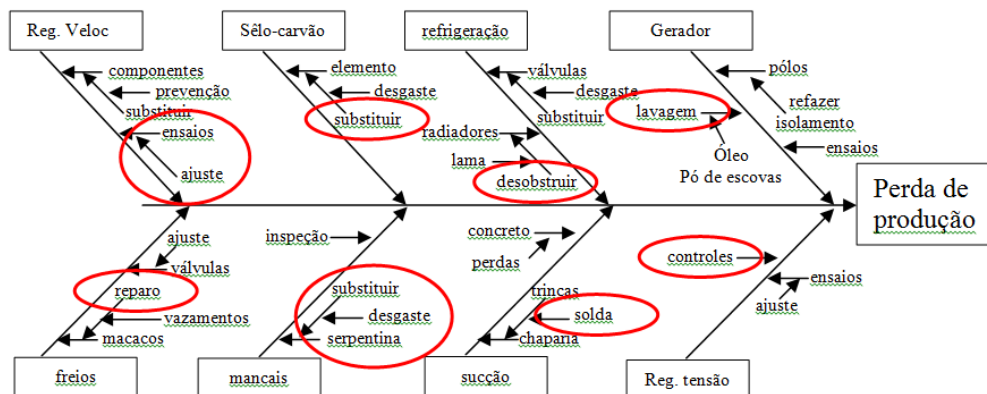 Reg. Veloc
Sêlo-carvão
refrigeração
Gerador
componentes
prevenção
substituir
ensaios
ajuste
elemento
desgaste
substituir
válvulas
desgaste
substituir
radiadores
lama
desobstruir
pólos
lavagem
refazer
isolamento
Óleo
Pó de escovas
ensaios
Perda de
produção
ajuste
válvulas
reparo
vazamentos
macacos
inspeção
substituir
desgaste
serpentina
concreto
perdas
trincas
solda
chaparia
controles
ensaios
ajuste
freios
mancais
sucção
Reg. tensão